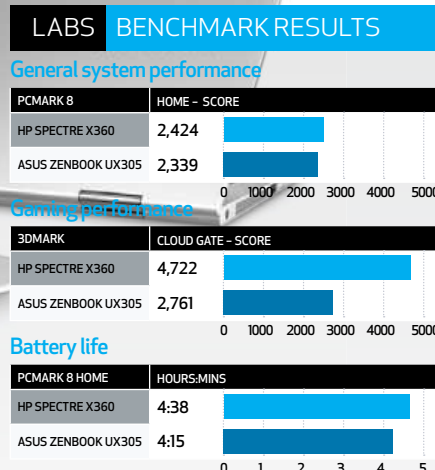 LABS BENCHMARK RESULTS
General system performance
PCMARK 8 HOME – SCORE
HP SPECTRE X360 2,424
ASUS ZENBOOK UX305 2,339
0 1000 2000 3000 4000 5000
Gaming performance
3DMARK CLOUD GATE – SCORE
HP SPECTRE X360 4,722
ASUS ZENBOOK UX305 2,761
0 1000 2000 3000 4000 5000
Battery life
PCMARK 8 HOME HOURS:MINS
HP SPECTRE X360 4:38
ASUS ZENBOOK UX305 4:15
0 1 2 3 4 5